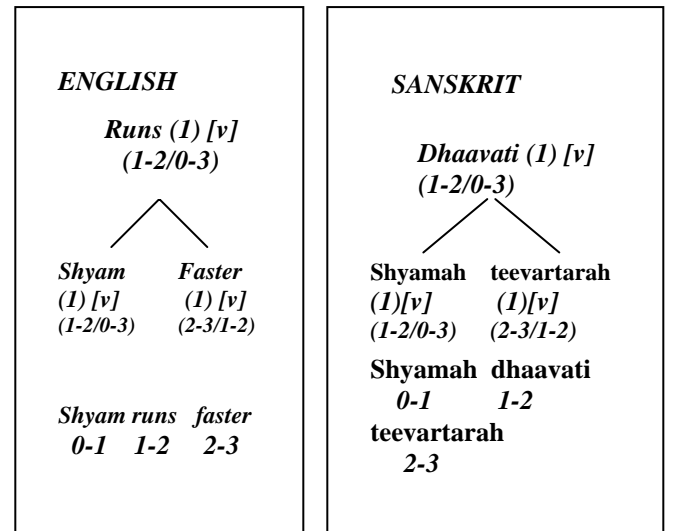 ENGLISH
Runs (1) [v]
(1-2/0-3)
Shyam Faster
(1) [v] (1) [v]
(1-2/0-3) (2-3/1-2)
Shyam runs faster
0-1 1-2 2-3
SANSKRIT
Dhaavati (1) [v]
(1-2/0-3)
Shyamah teevartarah
(1)[v] (1)[v]
(1-2/0-3) (2-3/1-2)
Shyamah dhaavati
0-1 1-2
teevartarah
2-3